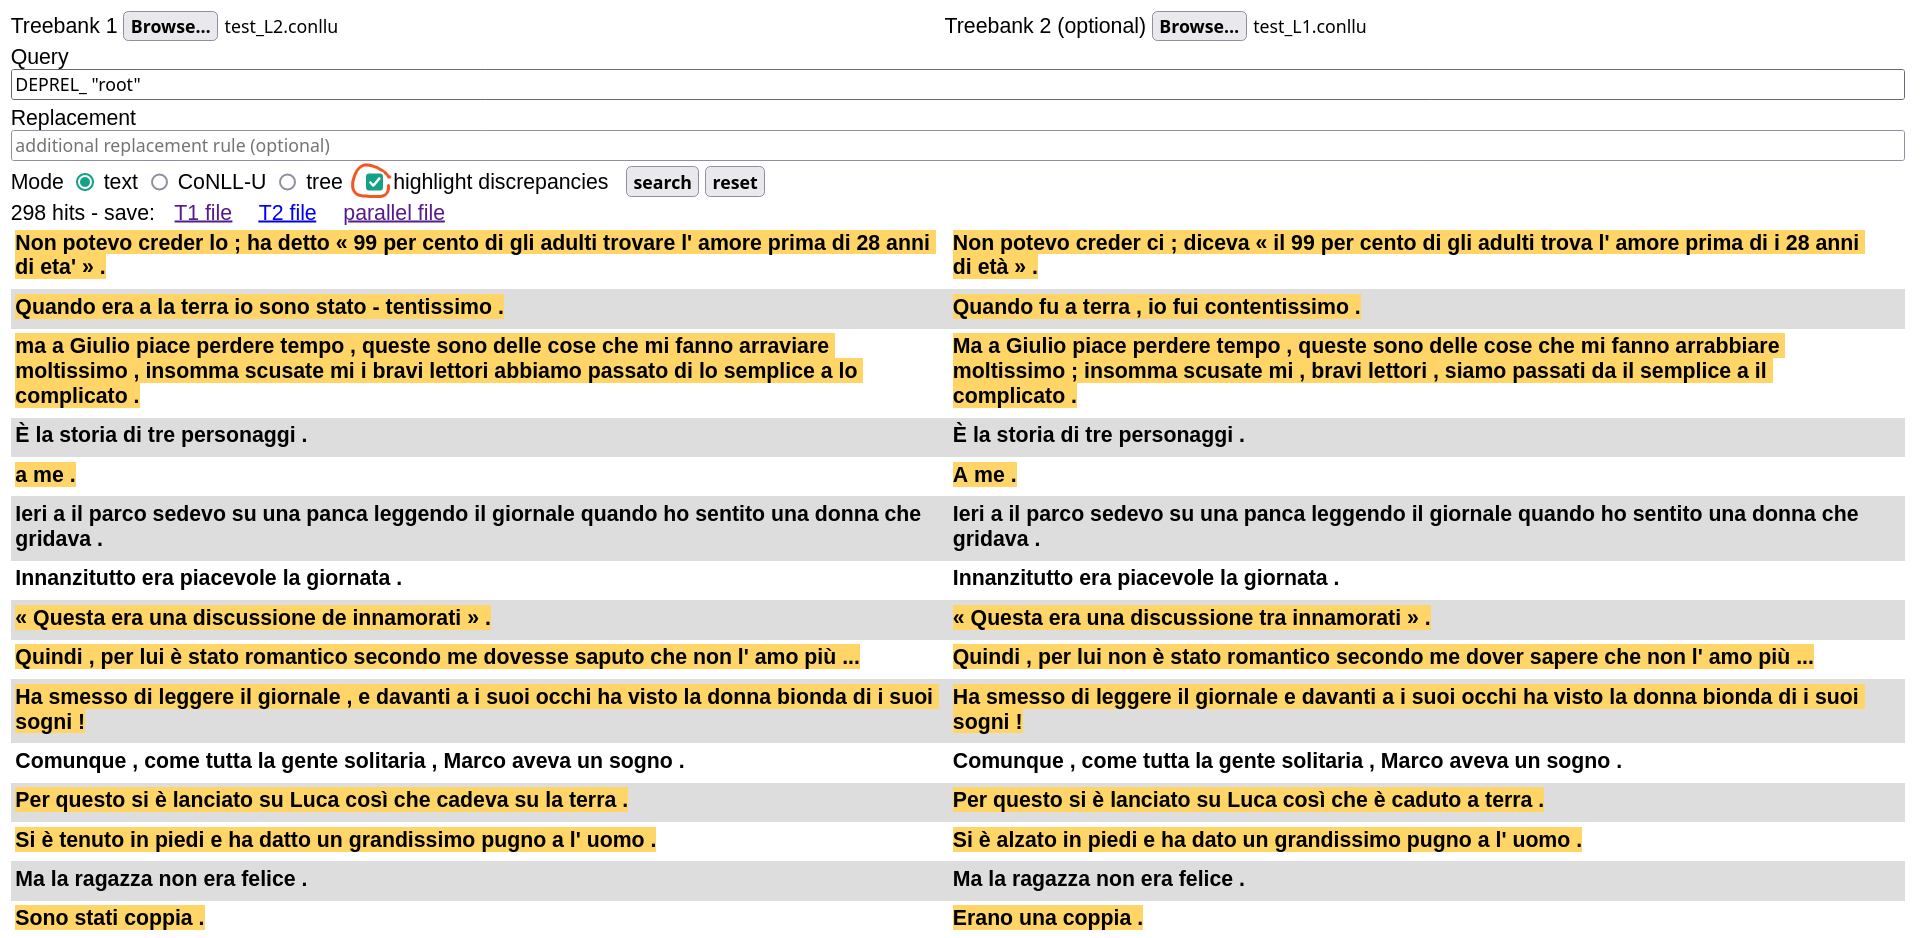 Treebank 1 Browse... test_L2.conllu Treebank 2 (optional) Browse... test_L1.conllu
Query
DEPREL_ "root"
Replacement
additional replacement rule (optional)
Mode text CoNLL-U tree highlight discrepancies search reset
298 hits - save: T1 file T2 file parallel file
Non potevo creder lo ; ha detto « 99 per cento di gli adulti trovare l' amore prima di 28 anni
di eta' » .
Non potevo creder ci ; diceva « il 99 per cento di gli adulti trova l' amore prima di i 28 anni
di età » .
Quando era a la terra io sono stato - tentissimo .
Quando fu a terra , io fui contentissimo .
ma a Giulio piace perdere tempo , queste sono delle cose che mi fanno arraviare
moltissimo , insomma scusate mi i bravi lettori abbiamo passato di lo semplice a lo
complicato .
Ma a Giulio piace perdere tempo , queste sono delle cose che mi fanno arrabbiare
moltissimo ; insomma scusate mi , bravi lettori , siamo passati da il semplice a il
complicato .
È la storia di tre personaggi .
È la storia di tre personaggi .
a me .
A me .
Ieri a il parco sedevo su una panca leggendo il giornale quando ho sentito una donna che
gridava .
Ieri a il parco sedevo su una panca leggendo il giornale quando ho sentito una donna che
gridava .
Innanzitutto era piacevole la giornata .
Innanzitutto era piacevole la giornata .
« Questa era una discussione de innamorati » .
« Questa era una discussione tra innamorati » .
Quindi , per lui è stato romantico secondo me dovesse saputo che non l' amo più ...
Quindi , per lui non è stato romantico secondo me dover sapere che non l' amo più ...
Ha smesso di leggere il giornale , e davanti a i suoi occhi ha visto la donna bionda di i suoi
sogni !
Ha smesso di leggere il giornale e davanti a i suoi occhi ha visto la donna bionda di i suoi
sogni !
Comunque , come tutta la gente solitaria , Marco aveva un sogno .
Comunque , come tutta la gente solitaria , Marco aveva un sogno .
Per questo si è lanciato su Luca così che cadeva su la terra .
Per questo si è lanciato su Luca così che è caduto a terra .
Si è tenuto in piedi e ha datto un grandissimo pugno a l' uomo .
Si è alzato in piedi e ha dato un grandissimo pugno a l' uomo .
Ma la ragazza non era felice .
Ma la ragazza non era felice .
Sono stati coppia .
Erano una coppia .